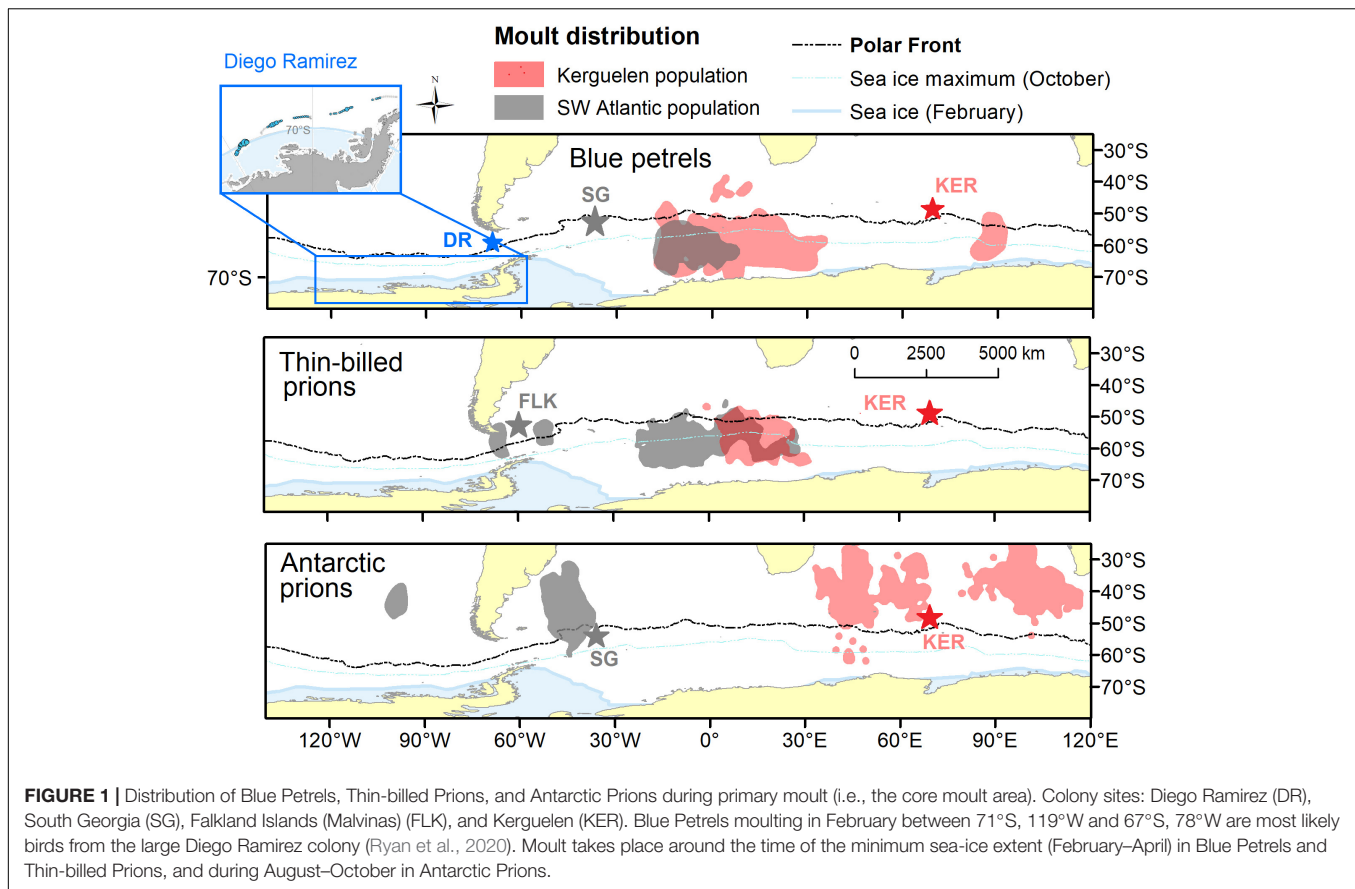 Moult distribution
Kerguelen population
SW Atlantic population
Polar Front
Sea ice maximum (October)
Sea ice (February)
Diego Ramirez
N
70°S
Blue petrels
SG
KER
DR
30°S
40°S
50°S
60°S
70°S
70°S
Thin-billed
prions
FLK
KER
0 2500 5000 km
30°S
40°S
50°S
60°S
70°S
Antarctic
prions
SG
KER
30°S
40°S
50°S
60°S
70°S
120°W 90°W 60°W 30°W 0° 30°E 60°E 90°E 120°E
FIGURE 1 | Distribution of Blue Petrels, Thin-billed Prions, and Antarctic Prions during primary moult (i.e., the core moult area). Colony sites: Diego Ramirez (DR),
South Georgia (SG), Falkland Islands (Malvinas) (FLK), and Kerguelen (KER). Blue Petrels moulting in February between 71°S, 119°W and 67°S, 78°W are most likely
birds from the large Diego Ramirez colony (Ryan et al., 2020). Moult takes place around the time of the minimum sea-ice extent (February–April) in Blue Petrels and
Thin-billed Prions, and during August–October in Antarctic Prions.